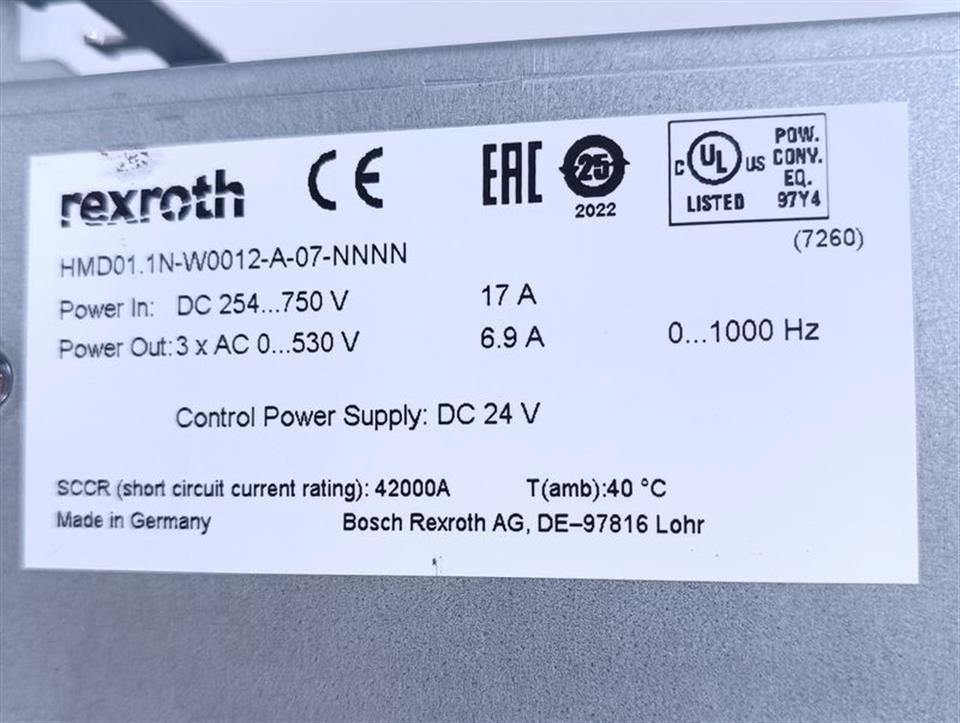 rexroth CE EAC 25 2022
C UL US LISTED POW. CONV. EQ. 97Y4
(7260)
HMD01.1N-W0012-A-07-NNNN
Power In: DC 254...750 V 17 A
Power Out: 3 x AC 0...530 V 6.9 A 0...1000 Hz
Control Power Supply: DC 24 V
SCCR (short circuit current rating): 42000A T(amb):40 °C
Made in Germany Bosch Rexroth AG, DE–97816 Lohr